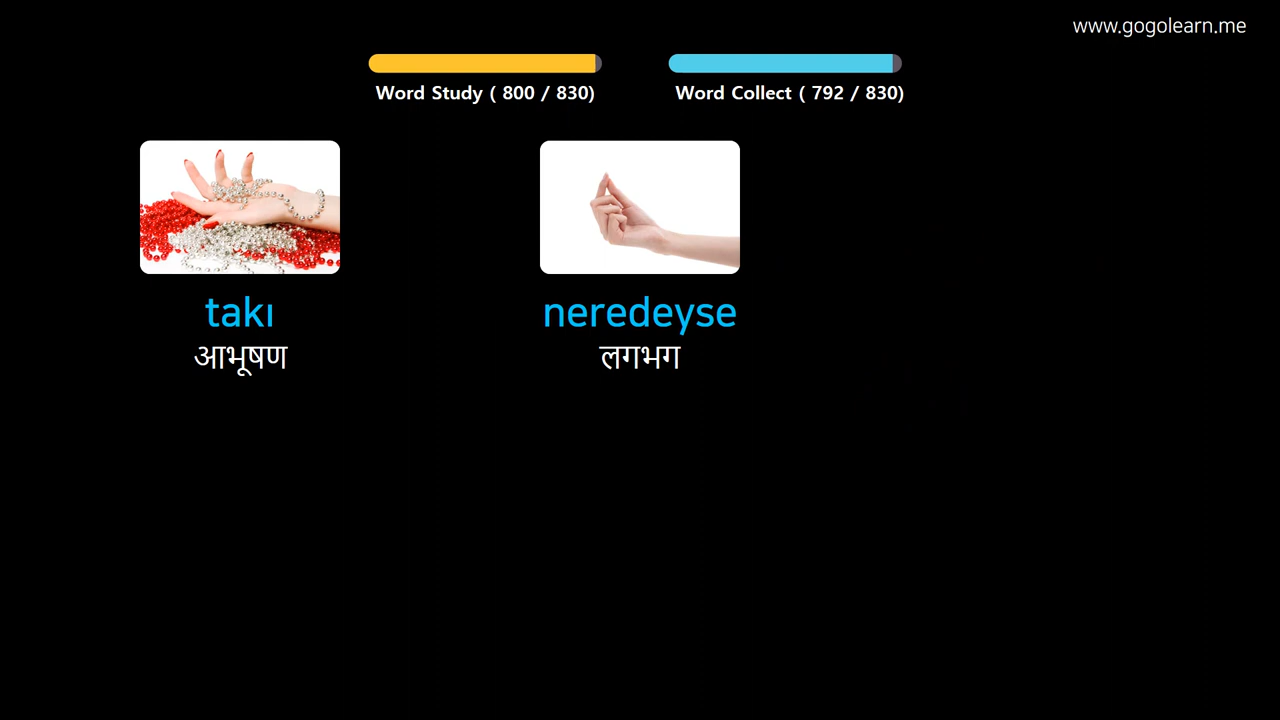 www.gogolearn.me
Word Study ( 800 / 830)
Word Collect ( 792 / 830)
takı
आभूषण
neredeyse
लगभग